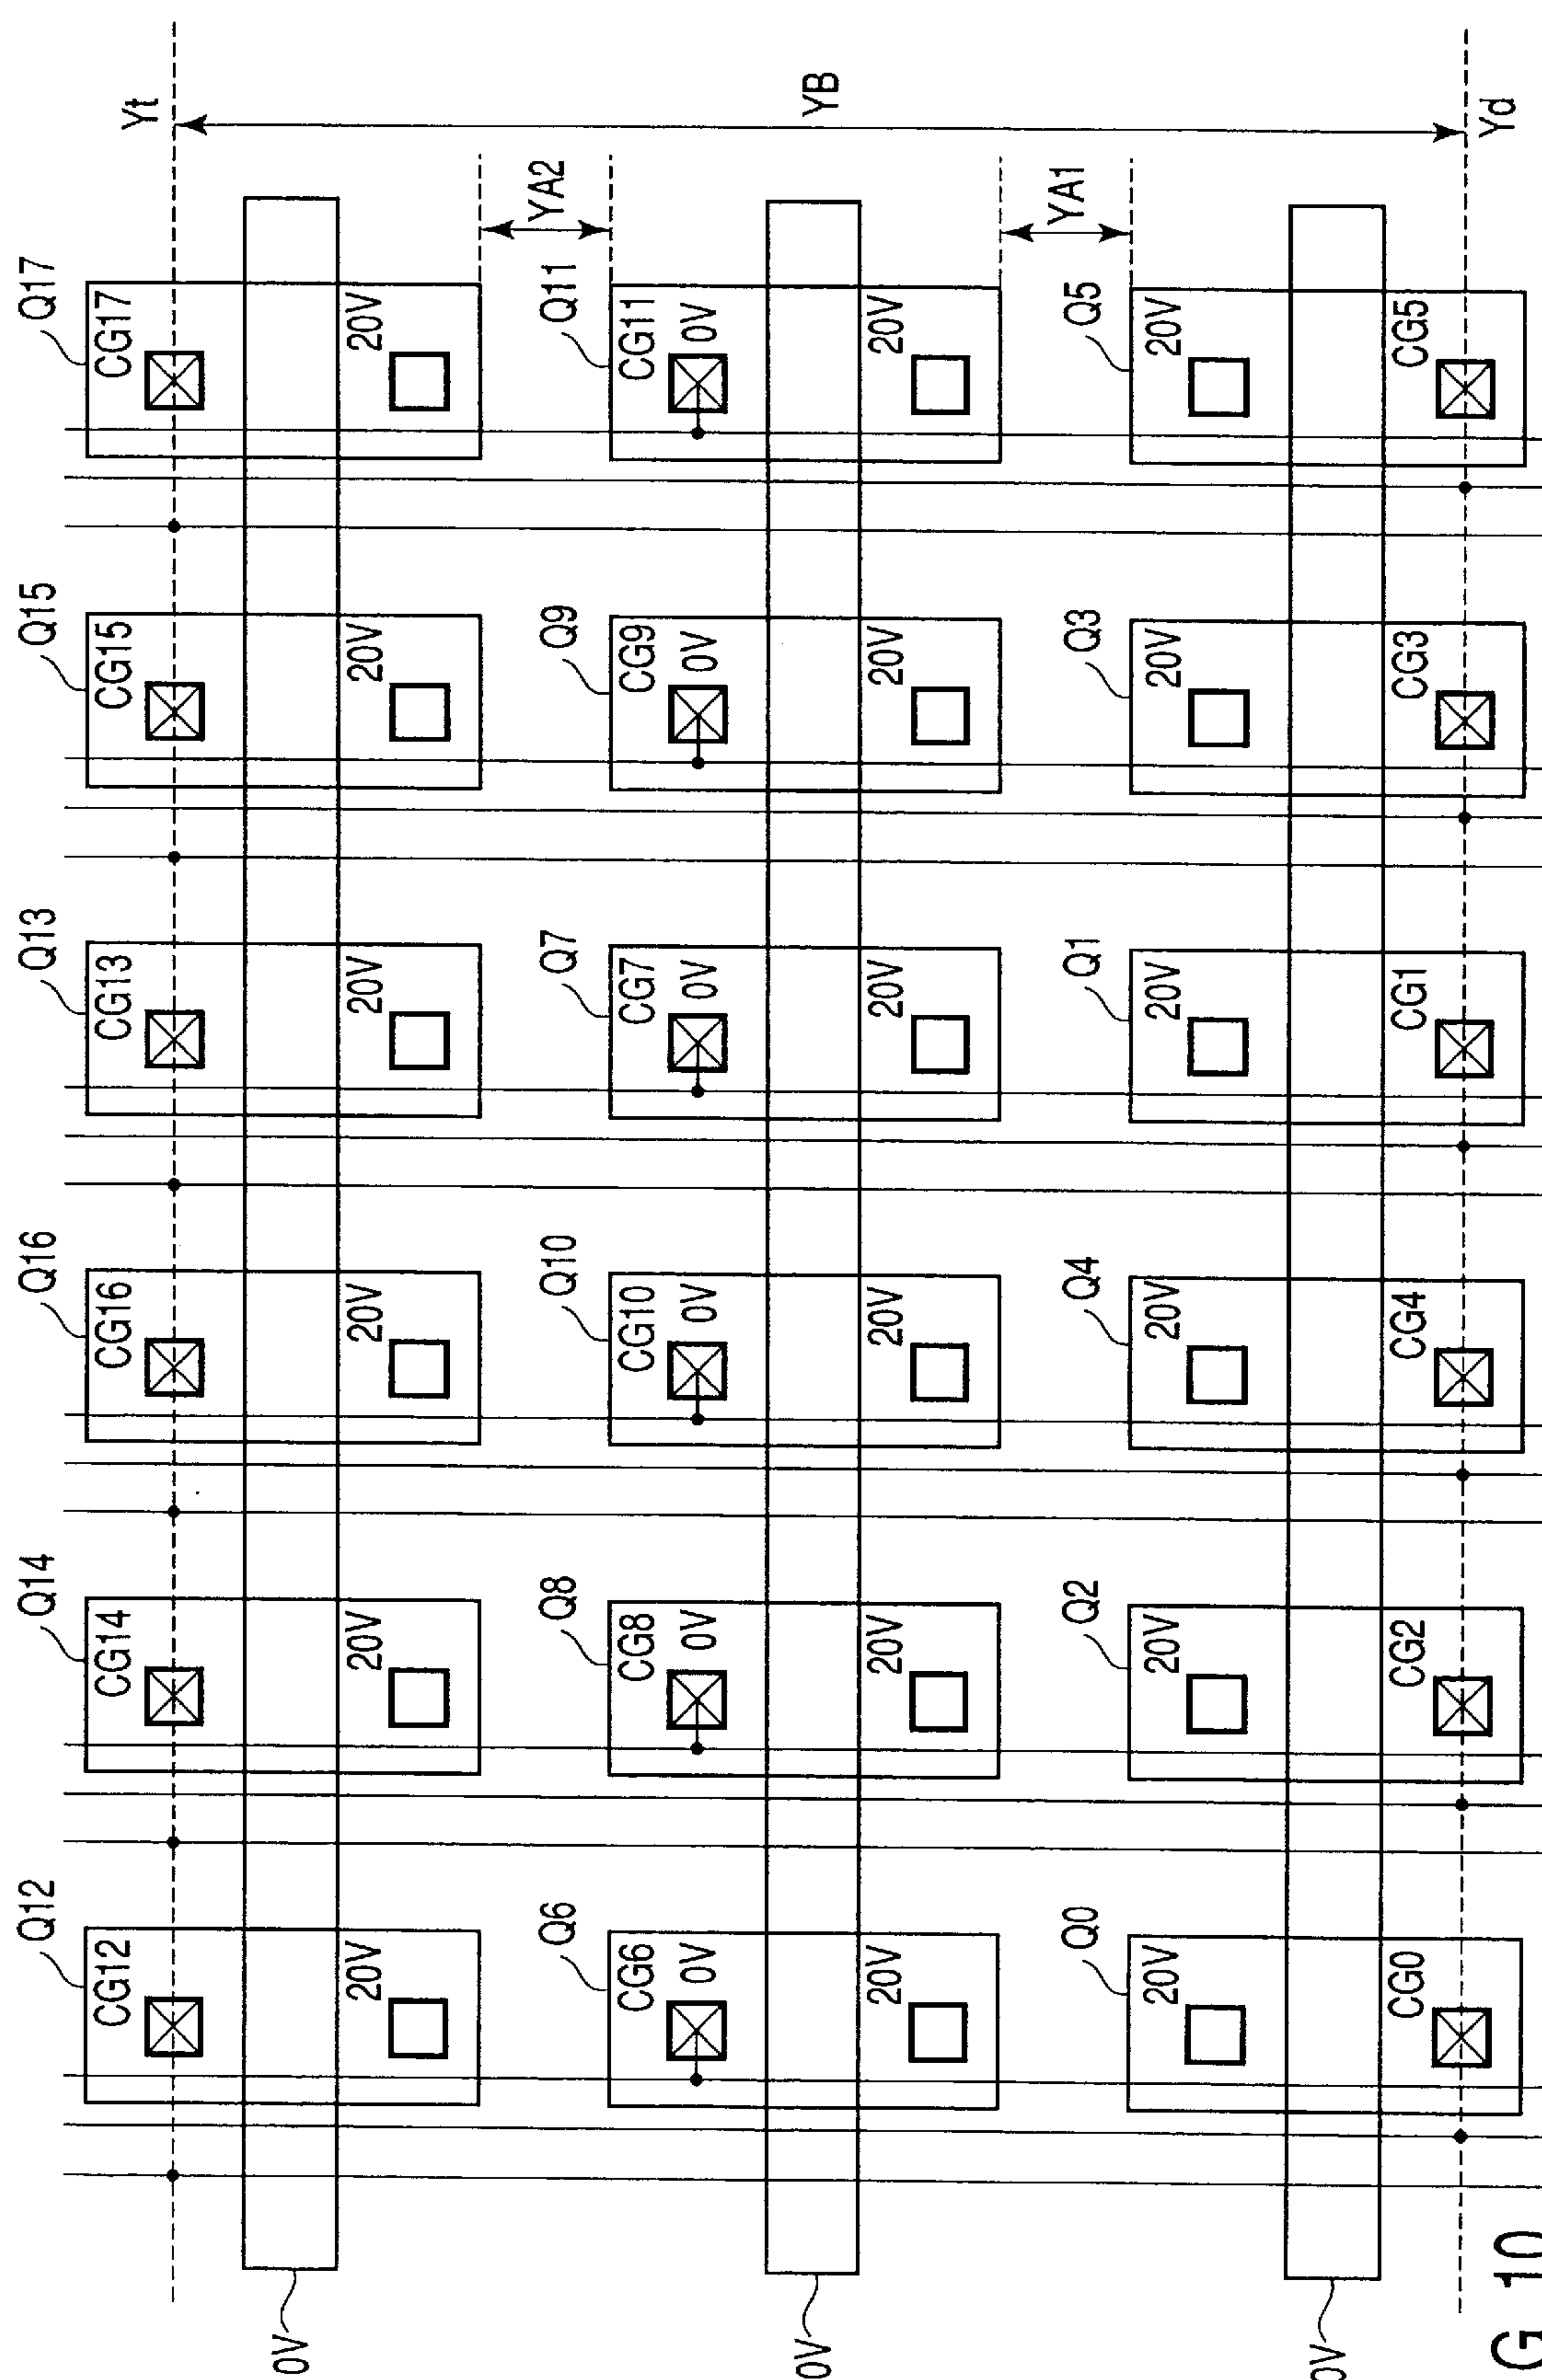 Q12 Q14 Q16 Q13 Q15 Q17
CG12 CG14 CG16 CG13 CG15 CG17
Yt
0V
20V 20V 20V 20V 20V 20V
YA2
Q6 Q8 Q10 Q7 Q9 Q11
CG6 CG8 CG10 CG7 CG9 CG11
0V 0V 0V 0V 0V 0V
YB
0V
20V 20V 20V 20V 20V 20V
YA1
Q0 Q2 Q4 Q1 Q3 Q5
20V 20V 20V 20V 20V 20V
0V
CG0 CG2 CG4 CG1 CG3 CG5
Yd
G 10